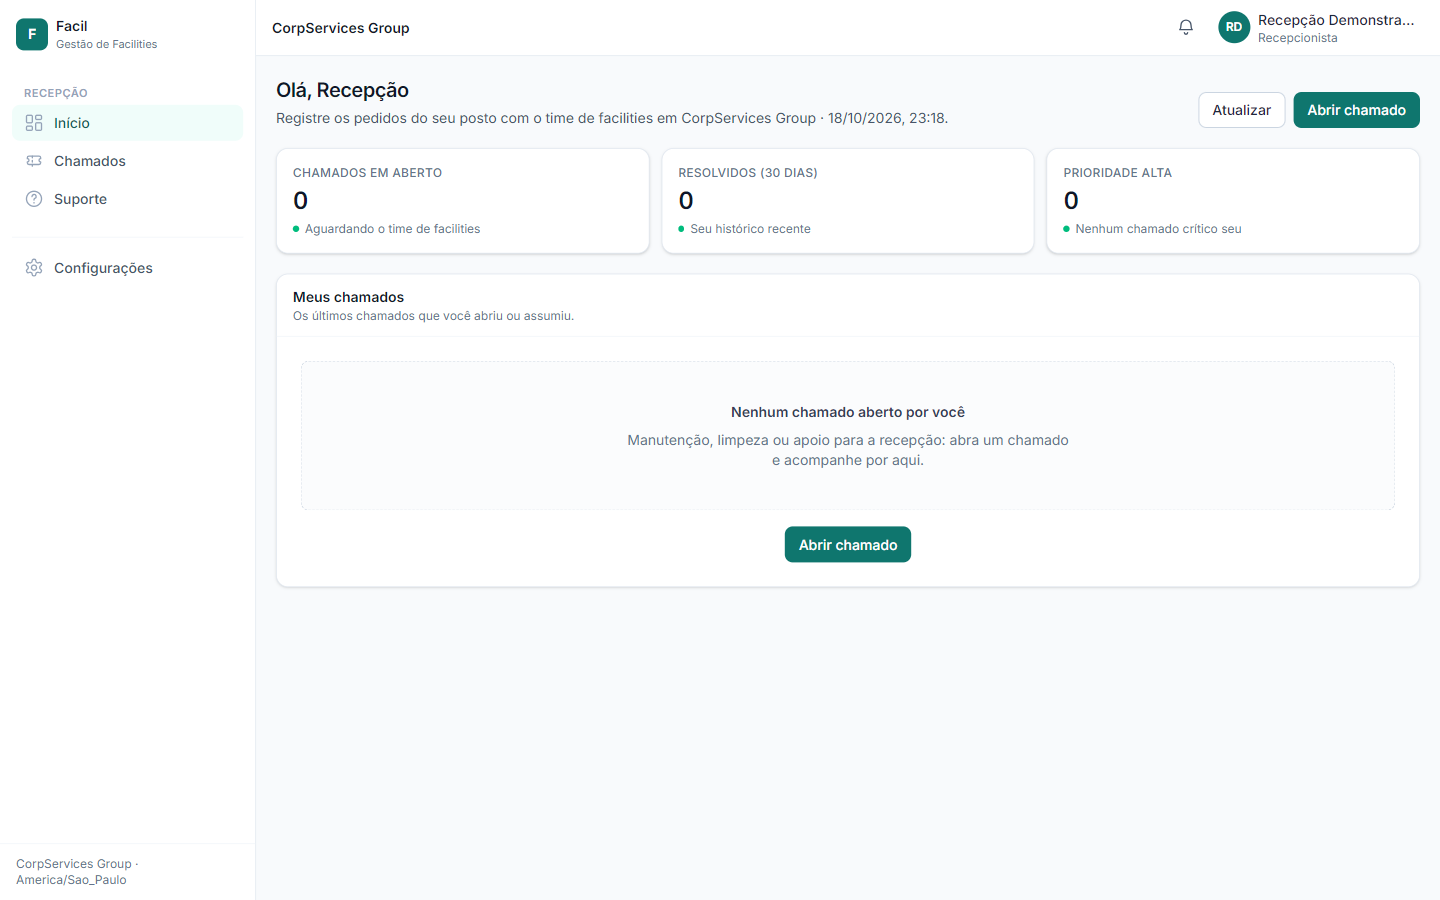 F
Facil
Gestão de Facilities
RECEPÇÃO
Início
Chamados
Suporte
Configurações
CorpServices Group ·
America/Sao_Paulo
CorpServices Group
RD
Recepção Demonstra...
Recepcionista
Olá, Recepção
Registre os pedidos do seu posto com o time de facilities em CorpServices Group · 18/10/2026, 23:18.
Atualizar
Abrir chamado
CHAMADOS EM ABERTO
0
Aguardando o time de facilities
RESOLVIDOS (30 DIAS)
0
Seu histórico recente
PRIORIDADE ALTA
0
Nenhum chamado crítico seu
Meus chamados
Os últimos chamados que você abriu ou assumiu.
Nenhum chamado aberto por você
Manutenção, limpeza ou apoio para a recepção: abra um chamado
e acompanhe por aqui.
Abrir chamado